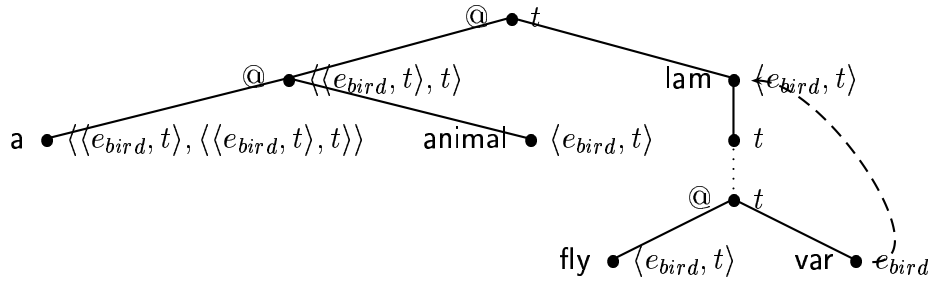 @ t
@ ⟨⟨e_bird, t⟩, t⟩ lam ⟨e_bird, t⟩
a ⟨⟨e_bird, t⟩, ⟨⟨e_bird, t⟩, t⟩⟩ animal ⟨e_bird, t⟩ t
@ t
fly ⟨e_bird, t⟩ var e_bird